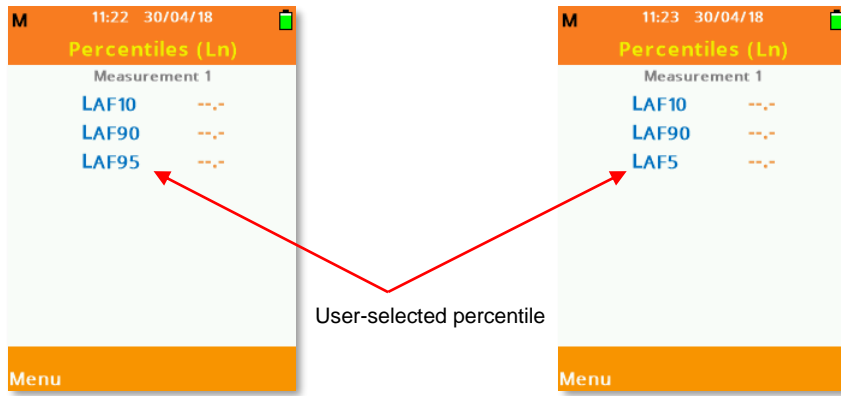 M 11:22 30/04/18
Percentiles (Ln)
Measurement 1
LAF10 --.-
LAF90 --.-
LAF95 --.-
Menu
User-selected percentile
M 11:23 30/04/18
Percentiles (Ln)
Measurement 1
LAF10 --.-
LAF90 --.-
LAF5 --.-
Menu